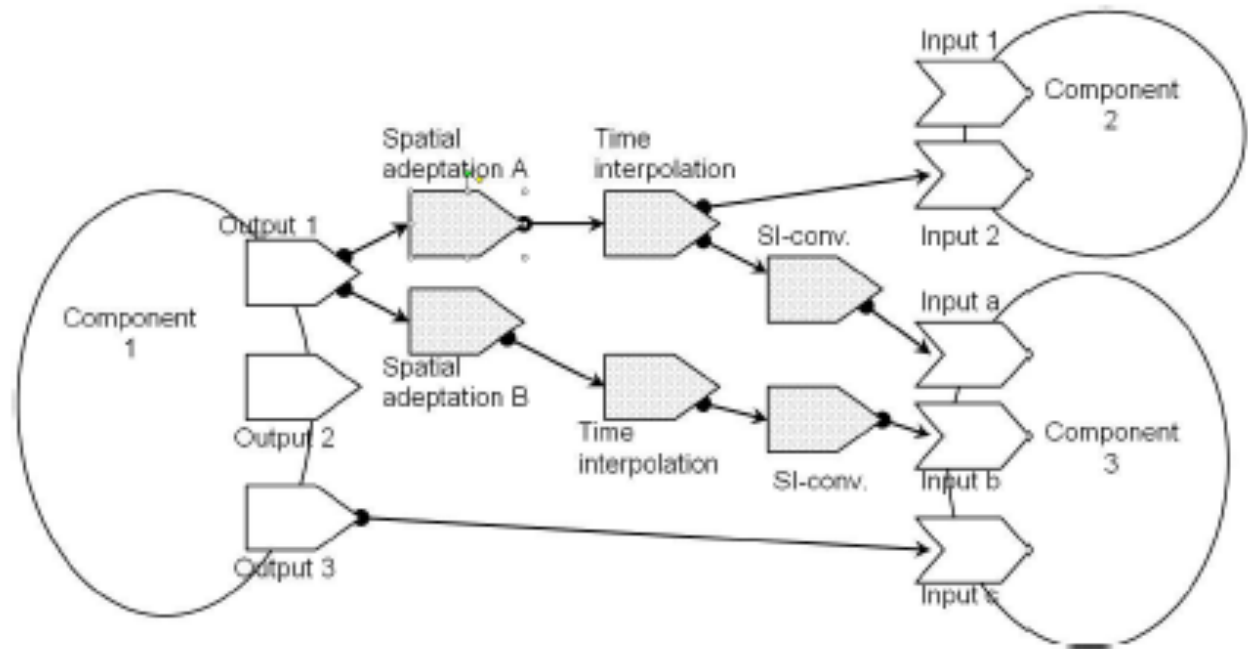 Input 1
Component
2
Spatial
adeptation A
Time
interpolation
Output 1
SI-conv.
Input 2
Component
1
Input a
Spatial
adeptation B
Output 2
Time
interpolation
SI-conv.
Component
3
Input b
Output 3
Input c